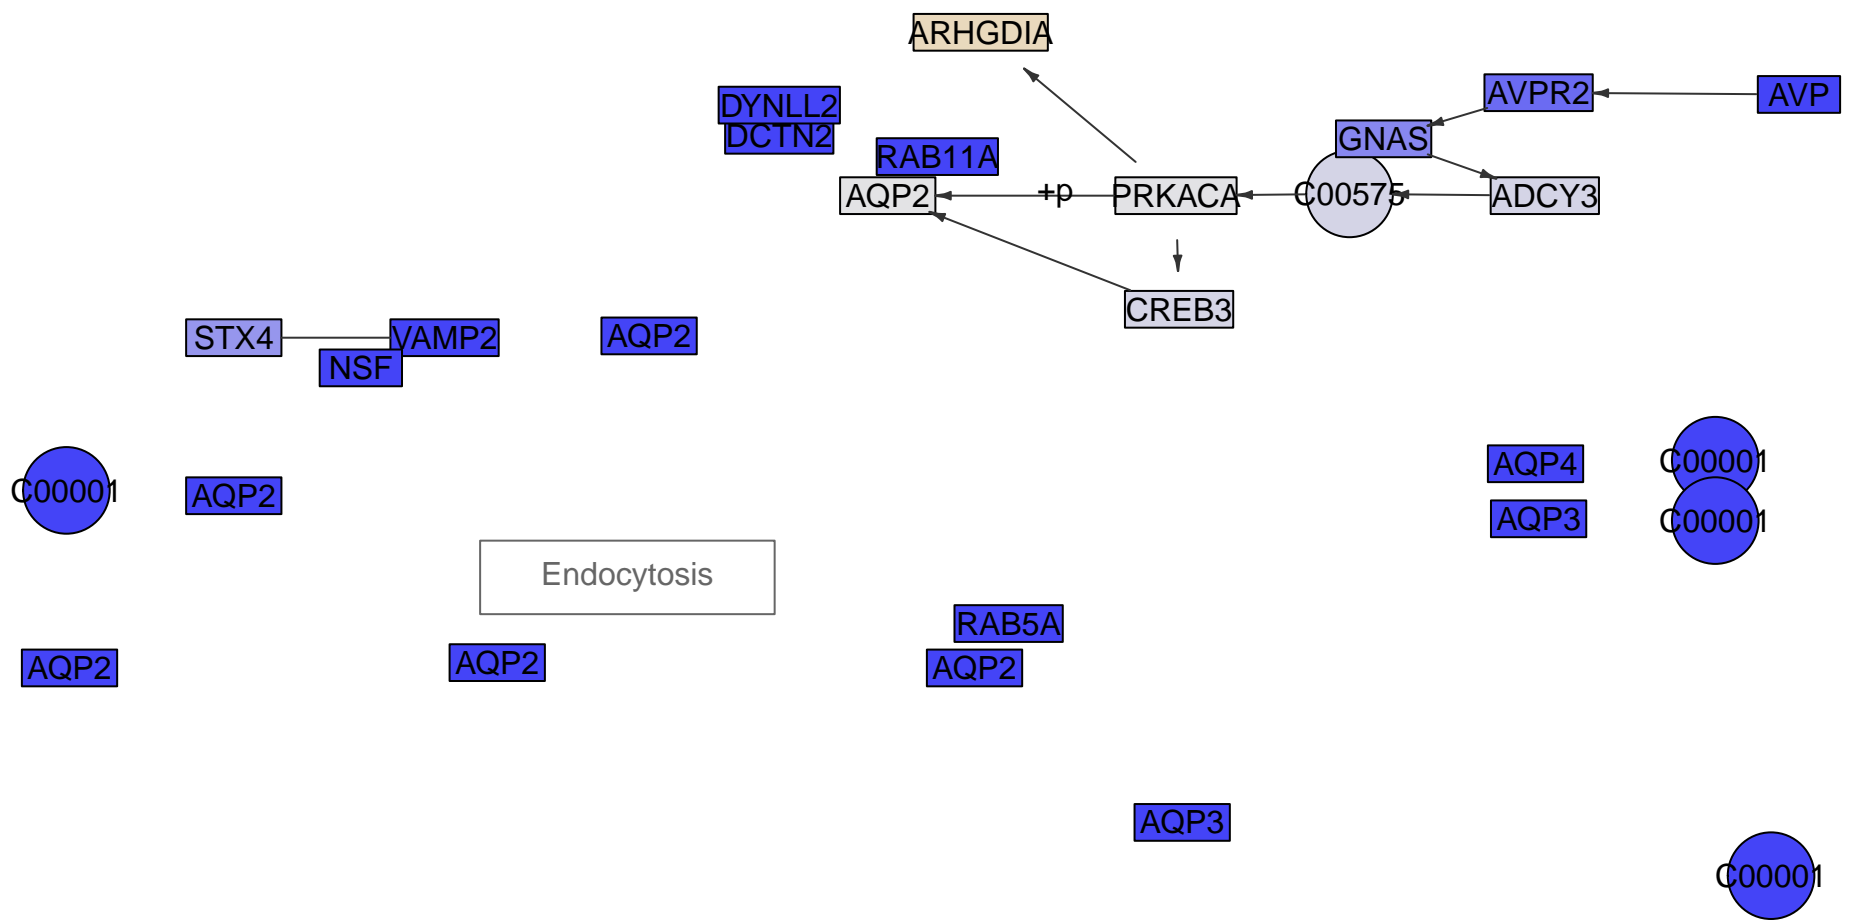 ARHGDIA
DYNLL2
AVPR2
AVP
DCTN2
GNAS
RAB11A
AQP2
+p
PRKACA
C00575
ADCY3
CREB3
STX4
VAMP2
AQP2
NSF
C00001
AQP2
AQP4
C00001
AQP3
C00001
Endocytosis
RAB5A
AQP2
AQP2
AQP2
AQP3
C00001